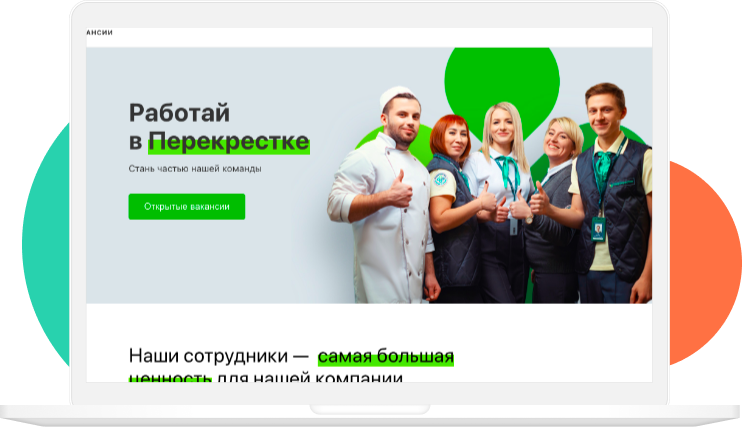 АНСИИ
Работай
в Перекрестке
Стань частью нашей команды
Открытые вакансии
Наши сотрудники — самая большая
ценность для нашей компании